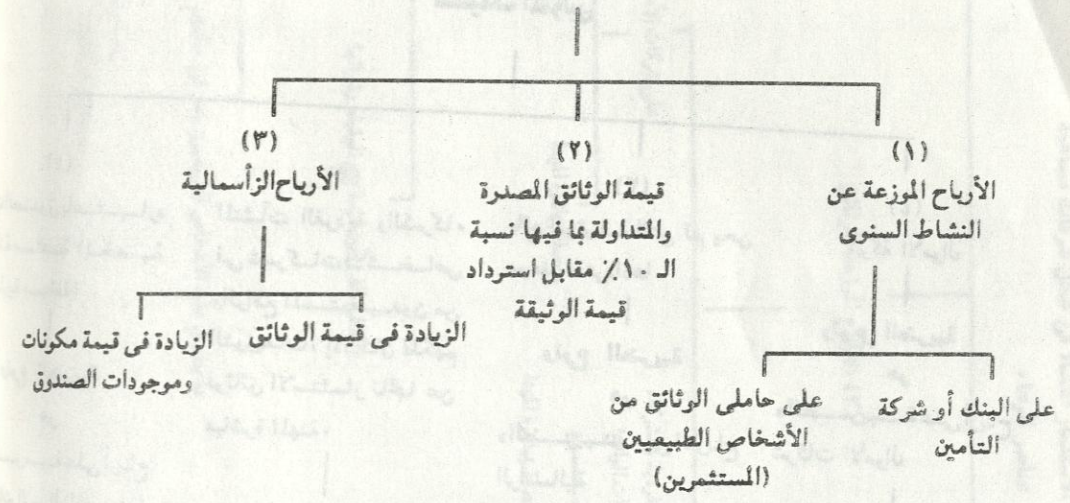 (١)
الأرباح الموزعة عن
النشاط السنوى
على البنك أو شركة
التأمين
على حاملى الوثائق من
الأشخاص الطبيعيين
(المستثمرين)
(٢)
قيمة الوثائق المصدرة
والمتداولة بما فيها نسبة
الـ ١٠٪ مقابل استرداد
قيمة الوثيقة
(٣)
الأرباح الرأسمالية
الزيادة فى قيمة الوثائق
الزيادة فى قيمة مكونات
وموجودات الصندوق